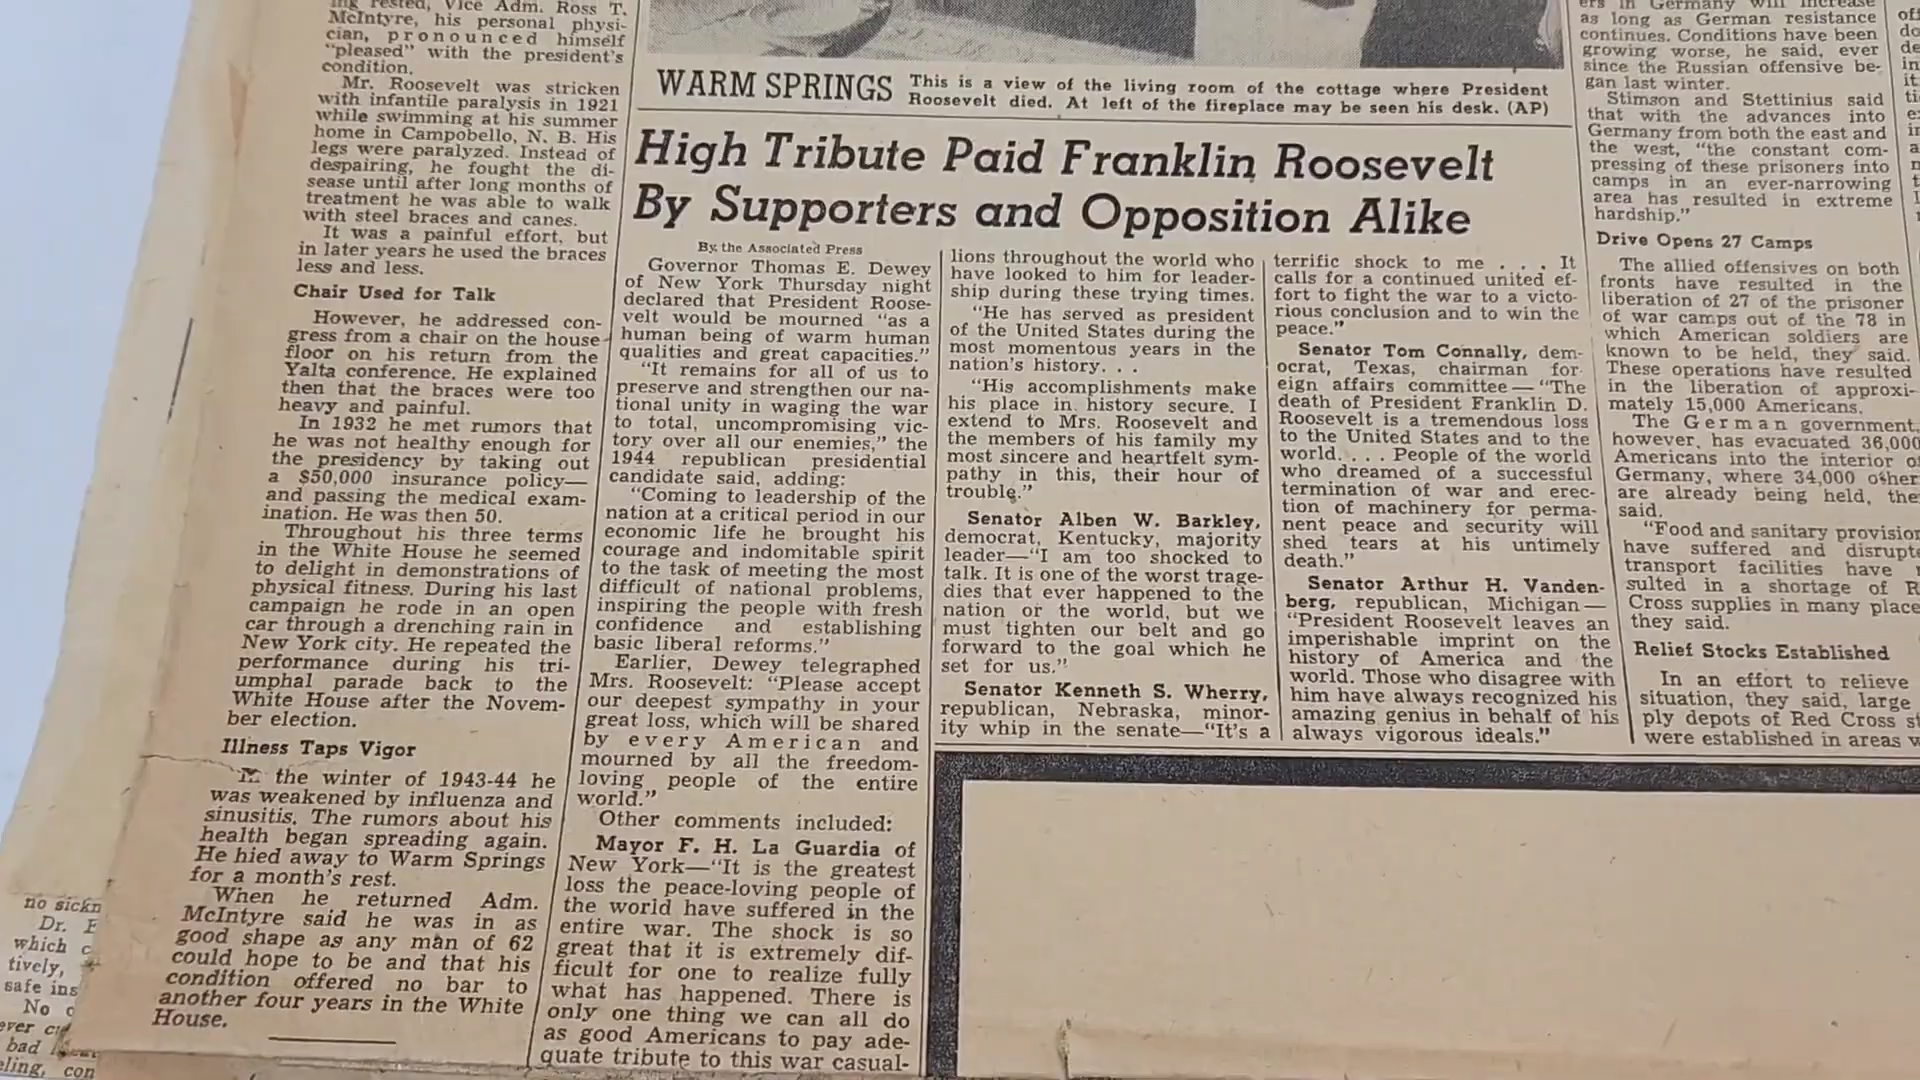 ing rested, Vice Adm. Ross T.
McIntyre, his personal physi-
cian, pronounced himself
"pleased" with the president's
condition.
Mr. Roosevelt was stricken
with infantile paralysis in 1921
while swimming at his summer
home in Campobello, N. B. His
legs were paralyzed. Instead of
despairing, he fought the di-
sease until after long months of
treatment he was able to walk
with steel braces and canes.
It was a painful effort, but
in later years he used the braces
less and less.
Chair Used for Talk
However, he addressed con-
gress from a chair on the house
floor on his return from the
Yalta conference. He explained
then that the braces were too
heavy and painful.
In 1932 he met rumors that
he was not healthy enough for
the presidency by taking out
a $50,000 insurance policy—
and passing the medical exam-
ination. He was then 50.
Throughout his three terms
in the White House he seemed
to delight in demonstrations of
physical fitness. During his last
campaign he rode in an open
car through a drenching rain in
New York city. He repeated the
performance during his tri-
umphal parade back to the
White House after the Novem-
ber election.
Illness Taps Vigor
the winter of 1943-44 he
was weakened by influenza and
sinusitis. The rumors about his
health began spreading again.
He hied away to Warm Springs
for a month's rest.
When he returned Adm.
McIntyre said he was in as
good shape as any man of 62
could hope to be and that his
condition offered no bar to
another four years in the White
House.
no sickn
Dr.
which
tively,
safe ins
No
ever
bad
eling, con
WARM SPRINGS This is a view of the living room of the cottage where President
Roosevelt died. At left of the fireplace may be seen his desk. (AP)
High Tribute Paid Franklin Roosevelt
By Supporters and Opposition Alike
By the Associated Press
Governor Thomas E. Dewey
of New York Thursday night
declared that President Roose-
velt would be mourned "as a
human being of warm human
qualities and great capacities."
"It remains for all of us to
preserve and strengthen our na-
tional unity in waging the war
to total, uncompromising vic-
tory over all our enemies," the
1944 republican presidential
candidate said, adding:
"Coming to leadership of the
nation at a critical period in our
economic life he brought his
courage and indomitable spirit
to the task of meeting the most
difficult of national problems,
inspiring the people with fresh
confidence and establishing
basic liberal reforms."
Earlier, Dewey telegraphed
Mrs. Roosevelt: "Please accept
our deepest sympathy in your
great loss, which will be shared
by every American and
mourned by all the freedom-
loving people of the entire
world."
Other comments included:
Mayor F. H. La Guardia of
New York—"It is the greatest
loss the peace-loving people of
the world have suffered in the
entire war. The shock is so
great that it is extremely dif-
ficult for one to realize fully
what has happened. There is
only one thing we can all do
as good Americans to pay ade-
quate tribute to this war casual-
lions throughout the world who
have looked to him for leader-
ship during these trying times.
"He has served as president
of the United States during the
most momentous years in the
nation's history. . .
"His accomplishments make
his place in history secure. I
extend to Mrs. Roosevelt and
the members of his family my
most sincere and heartfelt sym-
pathy in this, their hour of
trouble."
Senator Alben W. Barkley,
democrat, Kentucky, majority
leader—"I am too shocked to
talk. It is one of the worst trage-
dies that ever happened to the
nation or the world, but we
must tighten our belt and go
forward to the goal which he
set for us."
Senator Kenneth S. Wherry,
republican, Nebraska, minor-
ity whip in the senate—"It's a
terrific shock to me . . . . It
calls for a continued united ef-
fort to fight the war to a victo-
rious conclusion and to win the
peace."
Senator Tom Connally, dem-
ocrat, Texas, chairman for-
eign affairs committee—"The
death of President Franklin D.
Roosevelt is a tremendous loss
to the United States and to the
world. . . . People of the world
who dreamed of a successful
termination of war and erec-
tion of machinery for perma-
nent peace and security will
shed tears at his untimely
death."
Senator Arthur H. Vanden-
berg, republican, Michigan—
"President Roosevelt leaves an
imperishable imprint on the
history of America and the
world. Those who disagree with
him have always recognized his
amazing genius in behalf of his
always vigorous ideals."
ers in Germany will increase
as long as German resistance
continues. Conditions have been
growing worse, he said, ever
since the Russian offensive be-
gan last winter.
Stimson and Stettinius said
that with the advances into
Germany from both the east and
the west, "the constant com-
pressing of these prisoners into
camps in an ever-narrowing
area has resulted in extreme
hardship."
Drive Opens 27 Camps
The allied offensives on both
fronts have resulted in the
liberation of 27 of the prisoner
of war camps out of the 78 in
which American soldiers are
known to be held, they said.
These operations have resulted
in the liberation of approxi-
mately 15,000 Americans.
The German government,
however, has evacuated 36,000
Americans into the interior of
Germany, where 34,000 other
are already being held, the
said.
"Food and sanitary provision
have suffered and disrupte
transport facilities have
sulted in a shortage of R
Cross supplies in many place
they said.
Relief Stocks Established
In an effort to relieve
situation, they said, large
ply depots of Red Cross st
were established in areas w